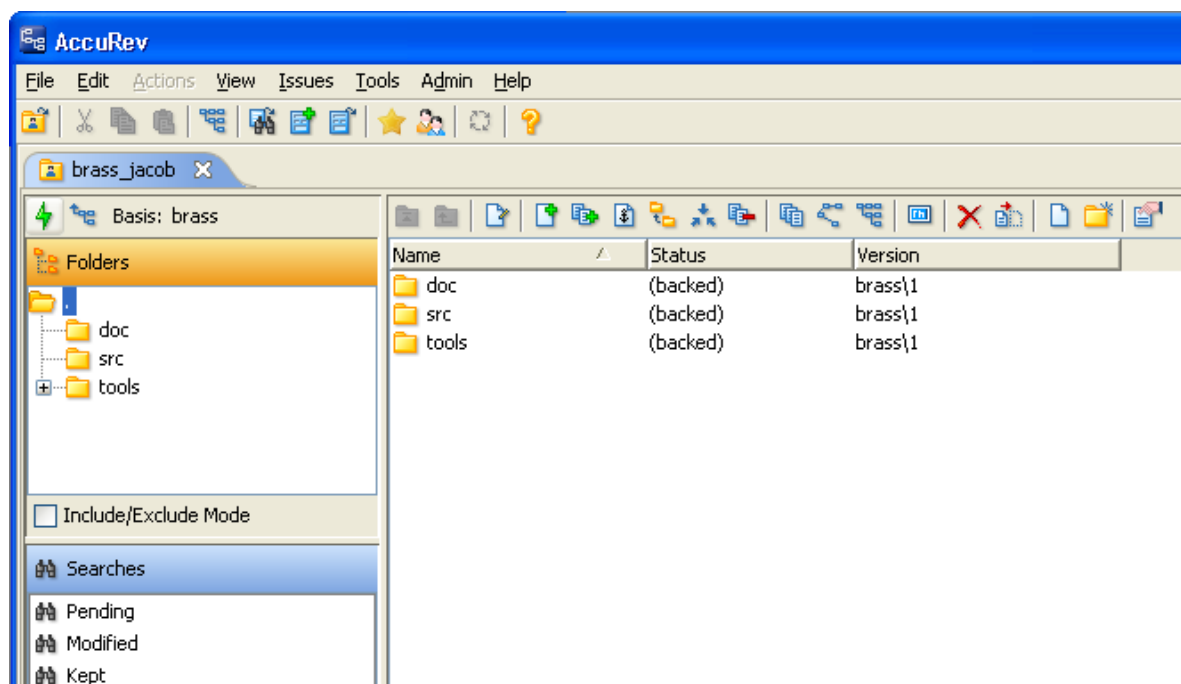 AccuRev
File Edit Actions View Issues Tools Admin Help
brass_jacob
Basis: brass
Folders
.
doc
src
tools
Include/Exclude Mode
Searches
Pending
Modified
Kept
Name Status Version
doc (backed) brass\1
src (backed) brass\1
tools (backed) brass\1